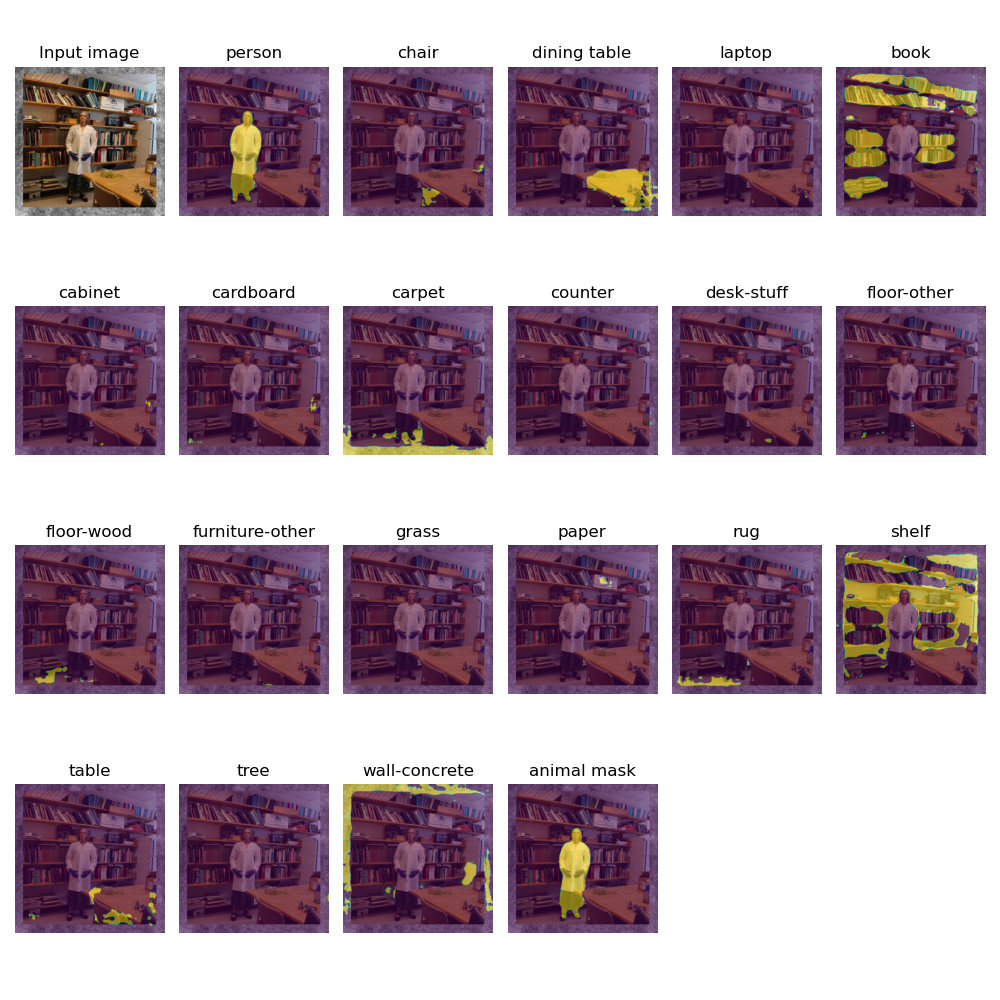 Input image
person
chair
dining table
laptop
book
cabinet
cardboard
carpet
counter
desk-stuff
floor-other
floor-wood
furniture-other
grass
paper
rug
shelf
table
tree
wall-concrete
animal mask